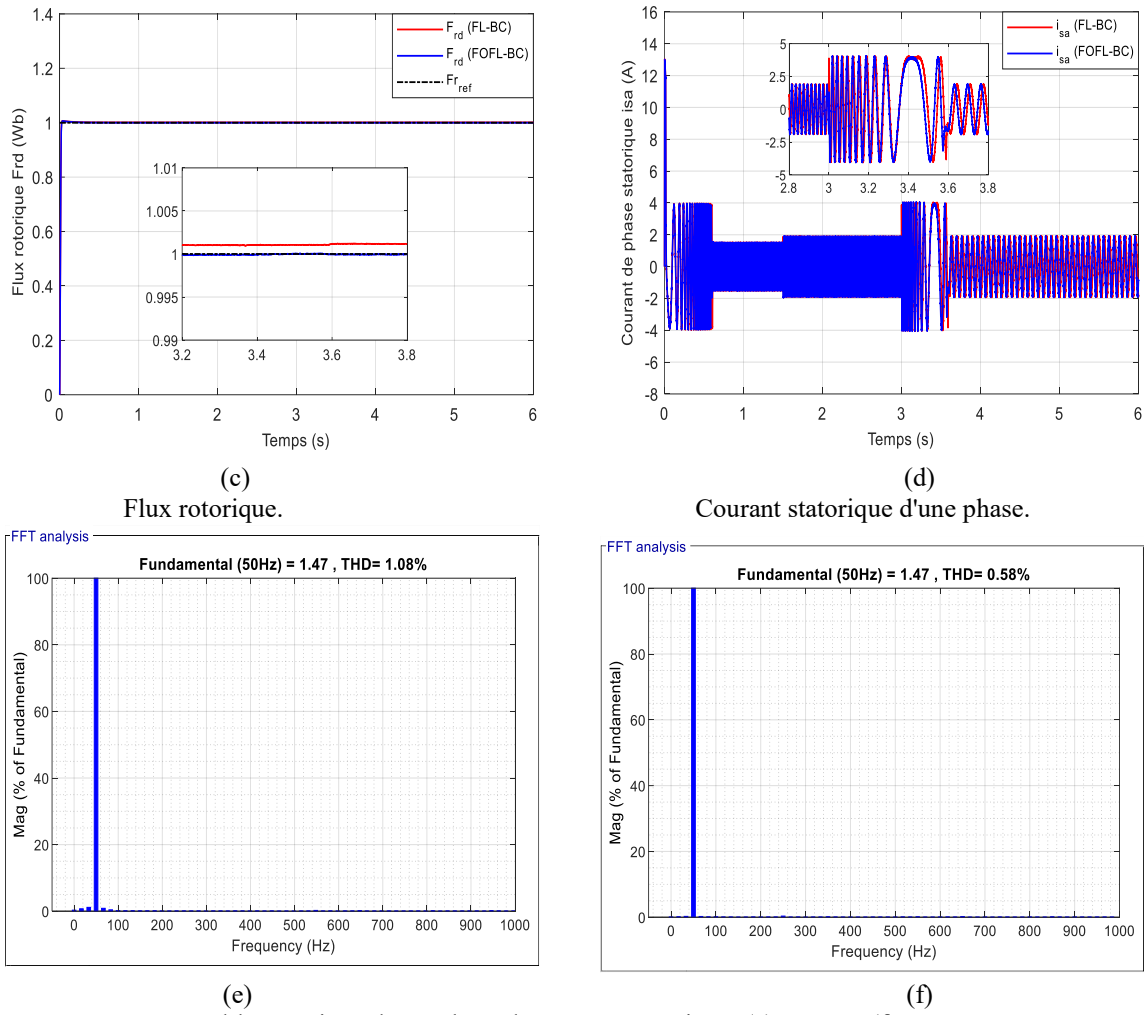 1.4
1.2
1
0.8
0.6
0.4
0.2
0
Flux rotorique Frd (Wb)
F_rd (FL-BC)
F_rd (FOFL-BC)
Fr_ref
1.01
1.005
1
0.995
0.99
3.2 3.4 3.6 3.8
0 1 2 3 4 5 6
Temps (s)
(c)
Flux rotorique.
16
14
12
10
8
6
4
2
0
-2
-4
-6
-8
Courant de phase statorique isa (A)
i_sa (FL-BC)
i_sa (FOFL-BC)
5
2.5
0
-2.5
-5
2.8 3 3.2 3.4 3.6 3.8
0 1 2 3 4 5 6
Temps (s)
(d)
Courant statorique d'une phase.
FFT analysis
Fundamental (50Hz) = 1.47 , THD= 1.08%
100
80
60
40
20
0
Mag (% of Fundamental)
0 100 200 300 400 500 600 700 800 900 1000
Frequency (Hz)
(e)
FFT analysis
Fundamental (50Hz) = 1.47 , THD= 0.58%
100
80
60
40
20
0
Mag (% of Fundamental)
0 100 200 300 400 500 600 700 800 900 1000
Frequency (Hz)
(f)